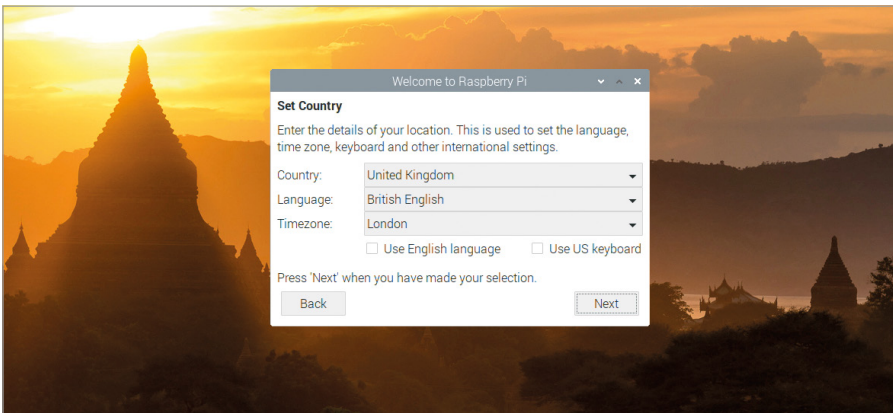 Welcome to Raspberry Pi
Set Country
Enter the details of your location. This is used to set the language,
time zone, keyboard and other international settings.
Country: United Kingdom
Language: British English
Timezone: London
Use English language Use US keyboard
Press 'Next' when you have made your selection.
Back Next